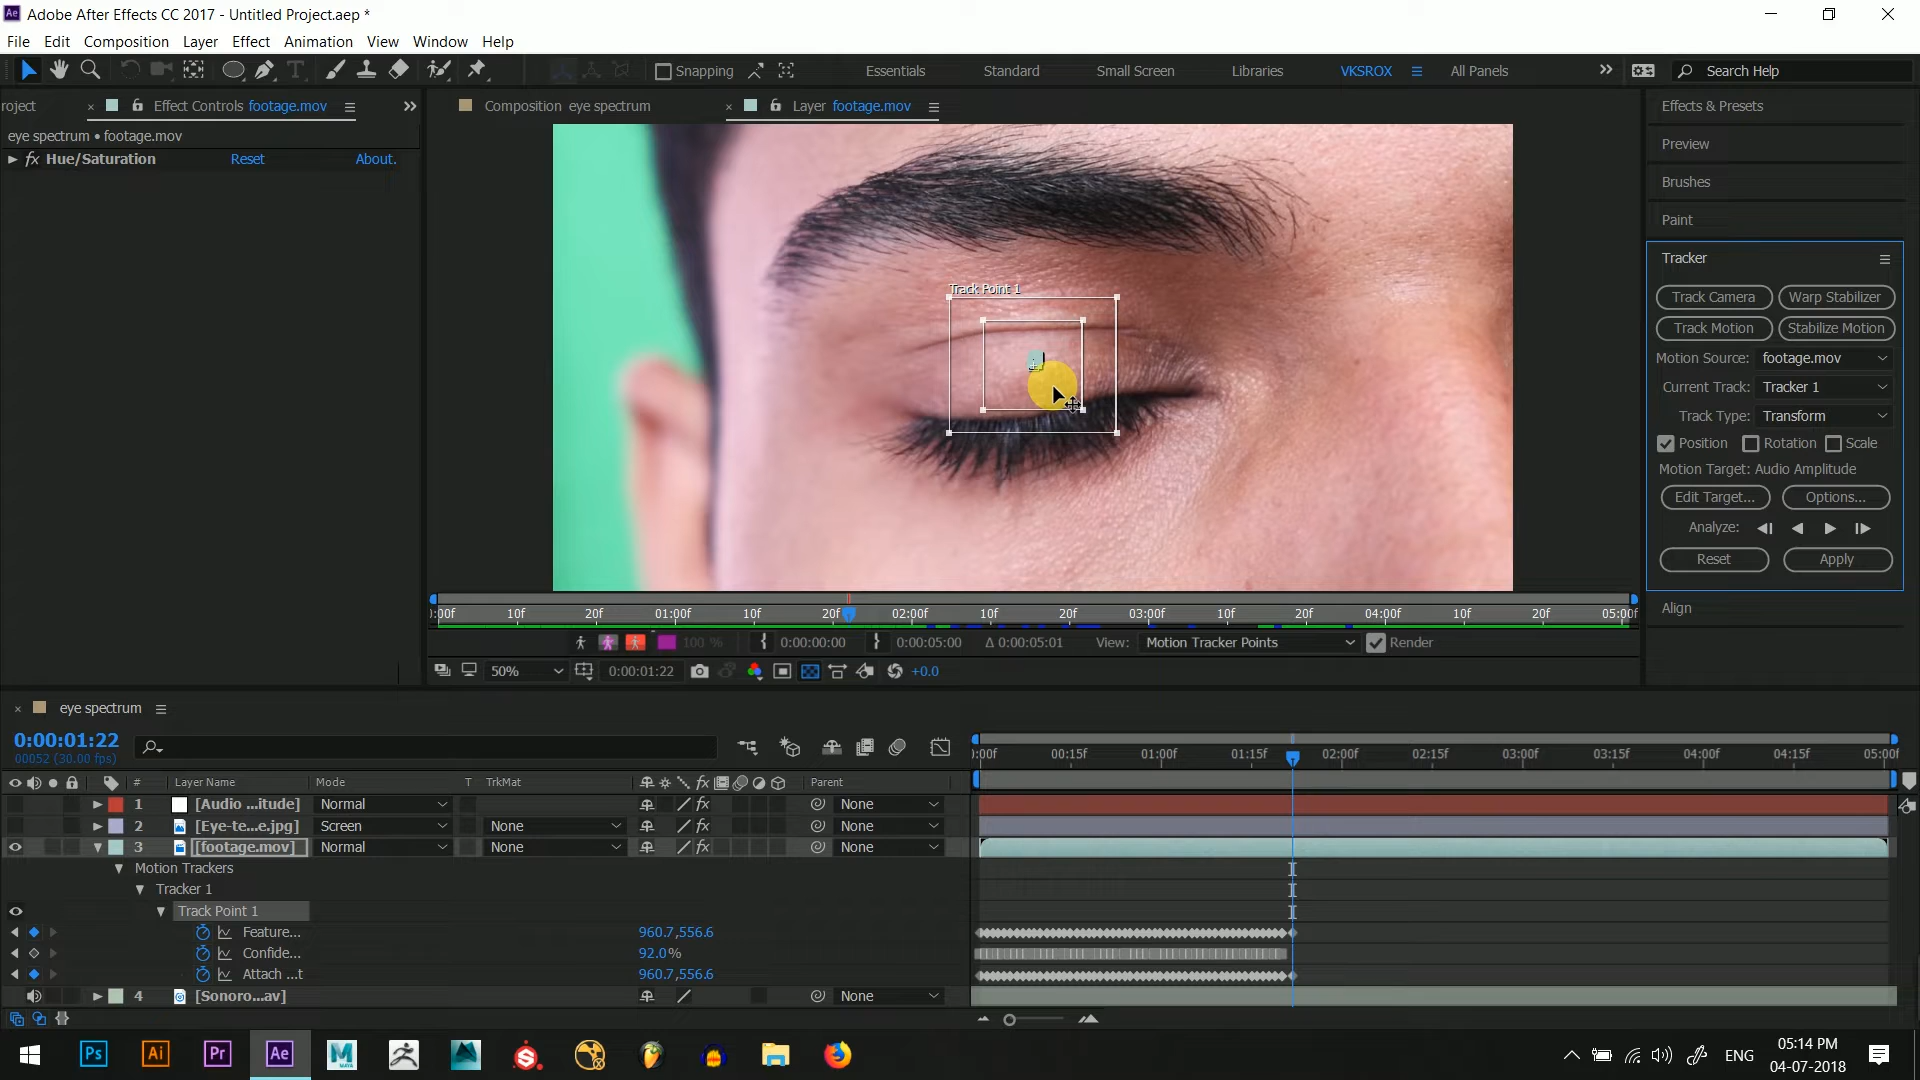 Adobe After Effects CC 2017 - Untitled Project.aep *
File Edit Composition Layer Effect Animation View Window Help
Snapping Essentials Standard Small Screen Libraries VKSROX All Panels Search Help
roject × Effect Controls footage.mov Composition eye spectrum × Layer footage.mov Effects & Presets
eye spectrum • footage.mov
fx Hue/Saturation Reset About.
Preview
Brushes
Paint
Tracker
Track Point 1
Track Camera Warp Stabilizer
Track Motion Stabilize Motion
Motion Source: footage.mov
Current Track: Tracker 1
Track Type: Transform
Position Rotation Scale
Motion Target: Audio Amplitude
Edit Target... Options...
Analyze:
Reset Apply
Align
):00f 10f 20f 01:00f 10f 20f 02:00f 10f 20f 03:00f 10f 20f 04:00f 10f 20f 05:00f
100 % 0:00:00:00 0:00:05:00 Δ 0:00:05:01 View: Motion Tracker Points Render
50% 0:00:01:22 +0.0
× eye spectrum
0:00:01:22
00052 (30.00 fps)
:00f 00:15f 01:00f 01:15f 02:00f 02:15f 03:00f 03:15f 04:00f 04:15f 05:00f
# Layer Name Mode T TrkMat fx Parent
1 [Audio ...itude] Normal fx None
2 [Eye-te...e.jpg] Screen None fx None
3 [footage.mov] Normal None fx None
Motion Trackers
Tracker 1
Track Point 1
Feature... 960.7,556.6
Confide... 92.0%
Attach ...t 960.7,556.6
4 [Sonoro...av] None
Ps Ai Pr Ae M MAYA ENG 05:14 PM
04-07-2018